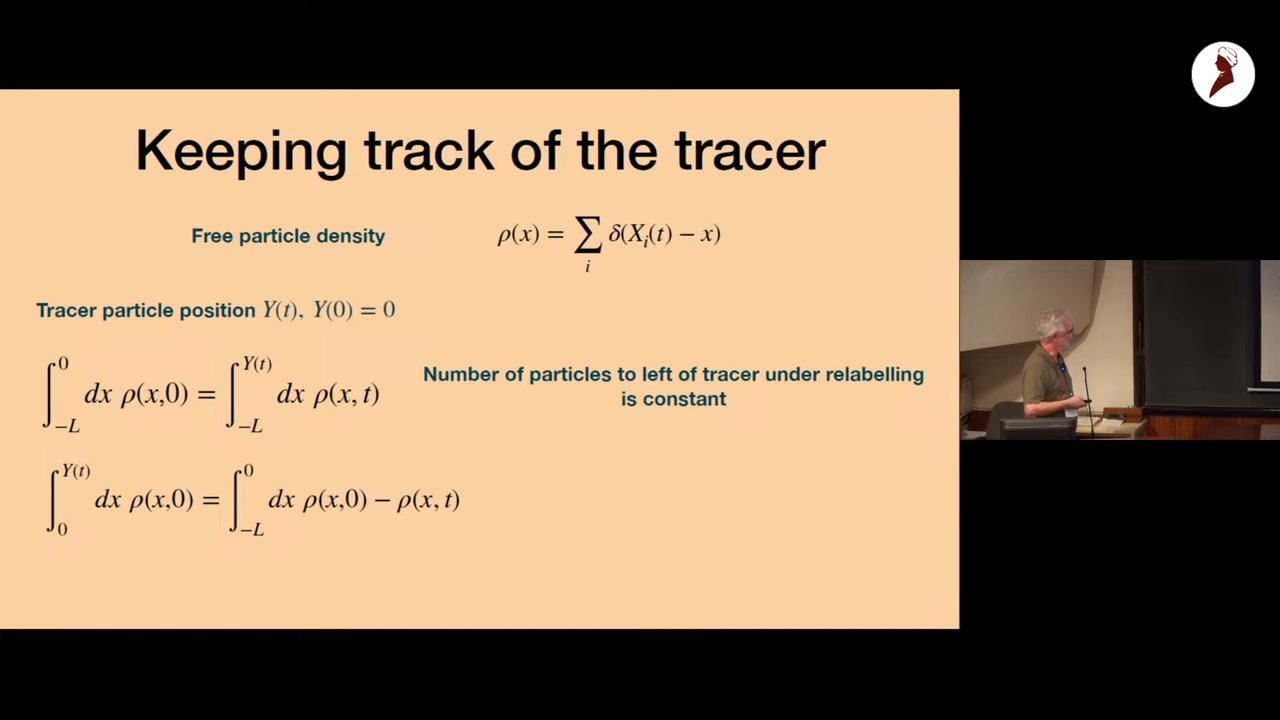 Keeping track of the tracer
Free particle density
ρ(x) = ∑_i δ(X_i(t) − x)
Tracer particle position Y(t), Y(0) = 0
∫_{−L}^{0} dx ρ(x,0) = ∫_{−L}^{Y(t)} dx ρ(x, t)
Number of particles to left of tracer under relabelling
is constant
∫_{0}^{Y(t)} dx ρ(x,0) = ∫_{−L}^{0} dx ρ(x,0) − ρ(x, t)